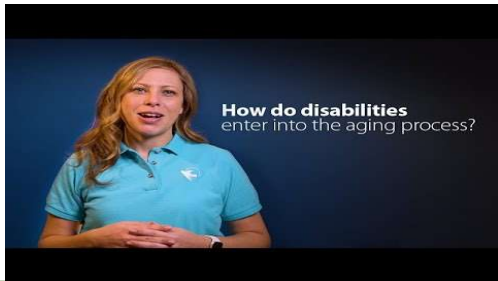 How do disabilities
enter into the aging process?